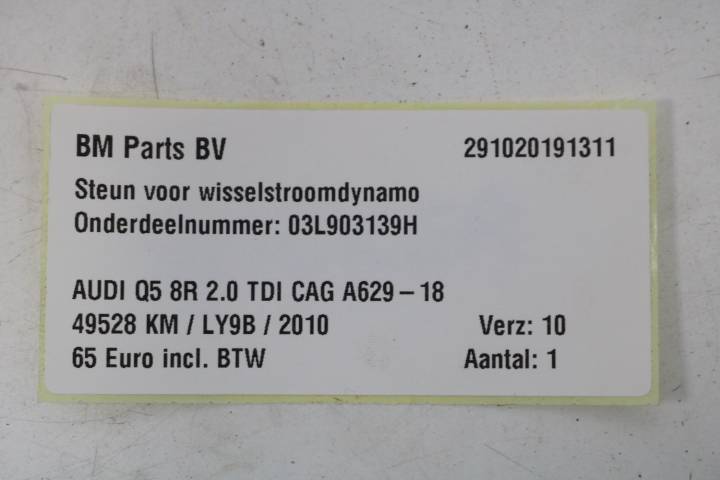 BM Parts BV 291020191311
Steun voor wisselstroomdynamo
Onderdeelnummer: 03L903139H
AUDI Q5 8R 2.0 TDI CAG A629 – 18
49528 KM / LY9B / 2010 Verz: 10
65 Euro incl. BTW Aantal: 1